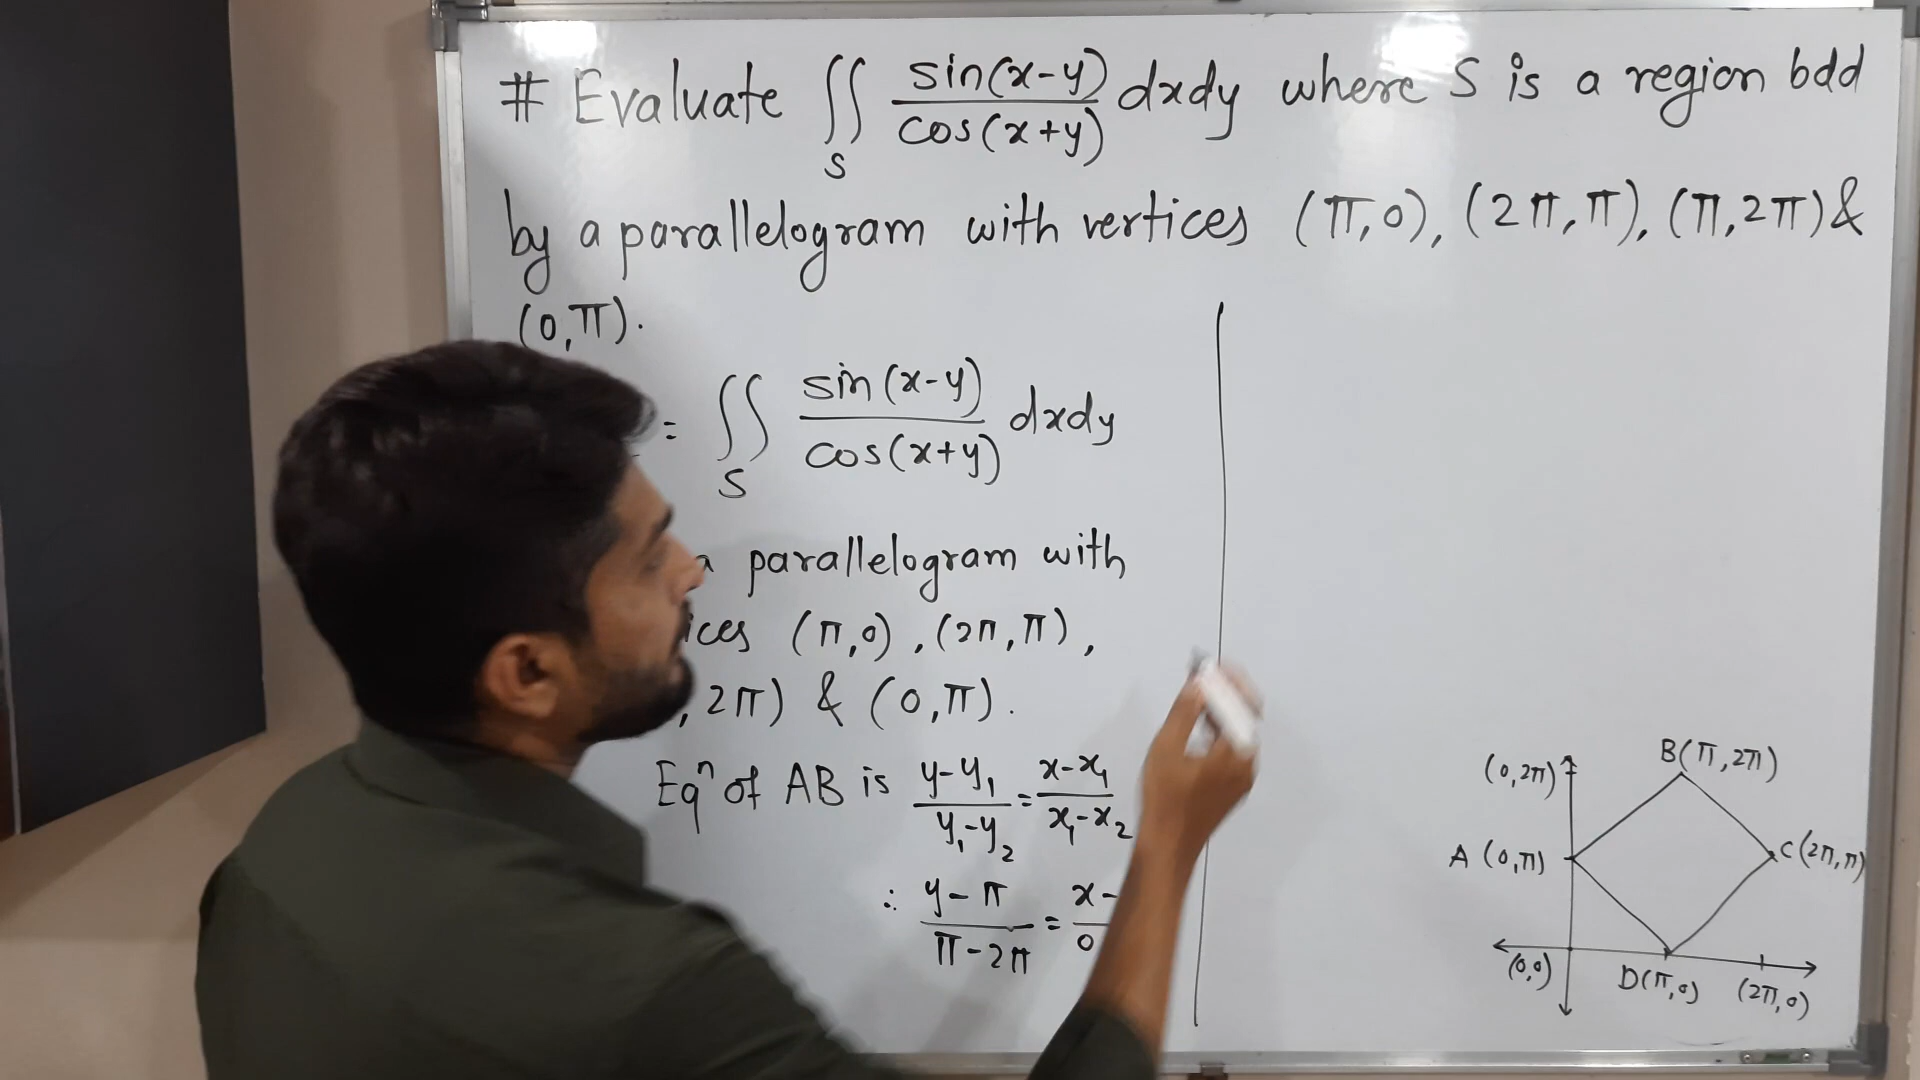 # Evaluate ∬_S sin(x-y)/cos(x+y) dxdy where S is a region bdd
by a parallelogram with vertices (π,0), (2π,π), (π,2π) &
(0,π).
= ∬_S sin(x-y)/cos(x+y) dxdy
parallelogram with
(π,0), (2π,π),
, 2π) & (0,π).
Eqⁿ of AB is (y-y₁)/(y₁-y₂) = (x-x₁)/(x₁-x₂)
∴ (y-π)/(π-2π) = (x-/0
B(π,2π)
(0,2π)
A (0,π)
C(2π,π)
(0,0)
D(π,0)
(2π,0)